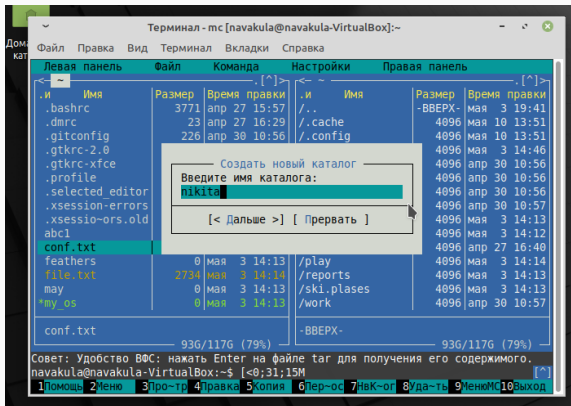 Терминал - mc [navakula@navakula-VirtualBox]:~
Файл Правка Вид Терминал Вкладки Справка
Левая панель Файл Команда Настройки Правая панель
<─ ~ .[^]> <─ ~ .[^]>
.и Имя Размер Время правки .и Имя Размер Время правки
.bashrc 3771 апр 27 15:57 /.. -ВВЕРХ- мая 3 19:41
.dmrc 23 апр 27 16:29 /.cache 4096 мая 10 13:51
.gitconfig 226 апр 30 10:56 /.config 4096 мая 10 13:51
.gtkrc-2.0 4096 мая 3 14:46
.gtkrc-xfce 4096 апр 30 10:56
.profile 4096 апр 30 10:56
.selected_editor 4096 апр 30 10:56
.xsession-errors 4096 апр 30 10:57
.xsessio~ors.old 4096 мая 3 14:13
abc1 4096 мая 3 14:12
conf.txt 4096 апр 27 16:40
Создать новый каталог
Введите имя каталога:
nikita
[< Дальше >] [ Прервать ]
feathers 0 мая 3 14:13 /play 4096 мая 3 14:14
file.txt 2734 мая 3 14:14 /reports 4096 мая 3 14:13
may 0 мая 3 14:13 /ski.plases 4096 мая 3 14:13
*my_os 0 мая 3 14:13 /work 4096 апр 30 10:57
conf.txt -ВВЕРХ-
93G/117G (79%) 93G/117G (79%)
Совет: Удобство ВФС: нажать Enter на файле tar для получения его содержимого.
navakula@navakula-VirtualBox:~$ [<0;31;15M [^]
1Помощь 2Меню 3Про~тр 4Правка 5Копия 6Пер~ос 7НвК~ог 8Уда~ть 9МенюMC 10Выход